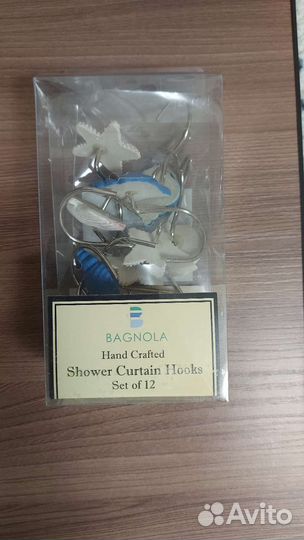 BAGNOLA
Hand Crafted
Shower Curtain Hooks
Set of 12
Avito